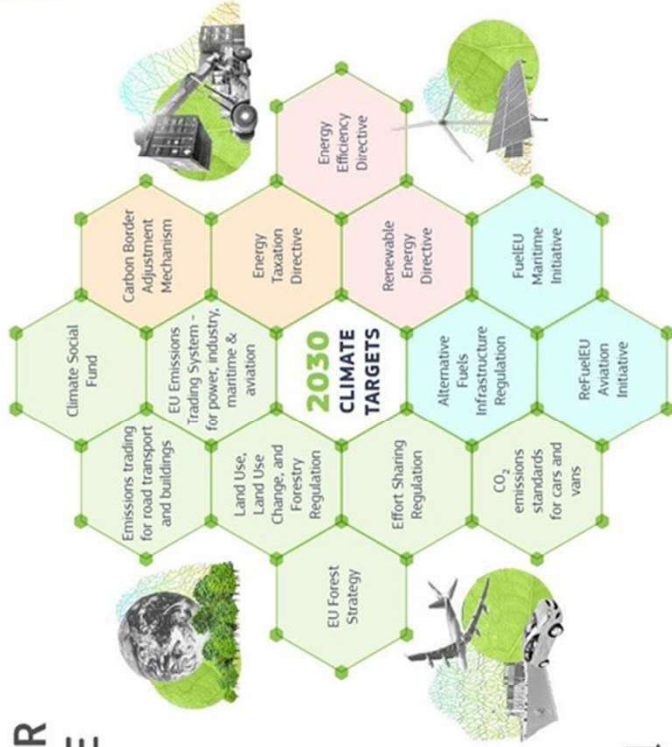 R
E
Climate Social
Fund
Emissions trading
for road transport
and buildings
Carbon Border
Adjustment
Mechanism
EU Emissions
Trading System –
for power, industry,
maritime &
aviation
Land Use,
Land Use
Change, and
Forestry
Regulation
Energy
Taxation
Directive
EU Forest
Strategy
2030
CLIMATE
TARGETS
Energy
Efficiency
Directive
Effort Sharing
Regulation
Renewable
Energy
Directive
Alternative
Fuels
Infrastructure
Regulation
CO₂
emissions
standards
for cars and
vans
FuelEU
Maritime
Initiative
ReFuelEU
Aviation
Initiative